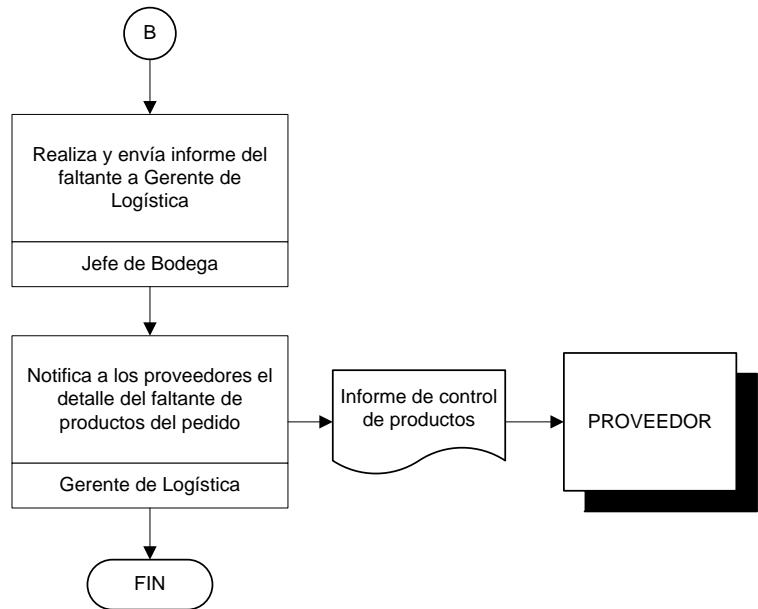 B
Realiza y envía informe del
faltante a Gerente de
Logística
Jefe de Bodega
Notifica a los proveedores el
detalle del faltante de
productos del pedido
Gerente de Logística
Informe de control
de productos
PROVEEDOR
FIN